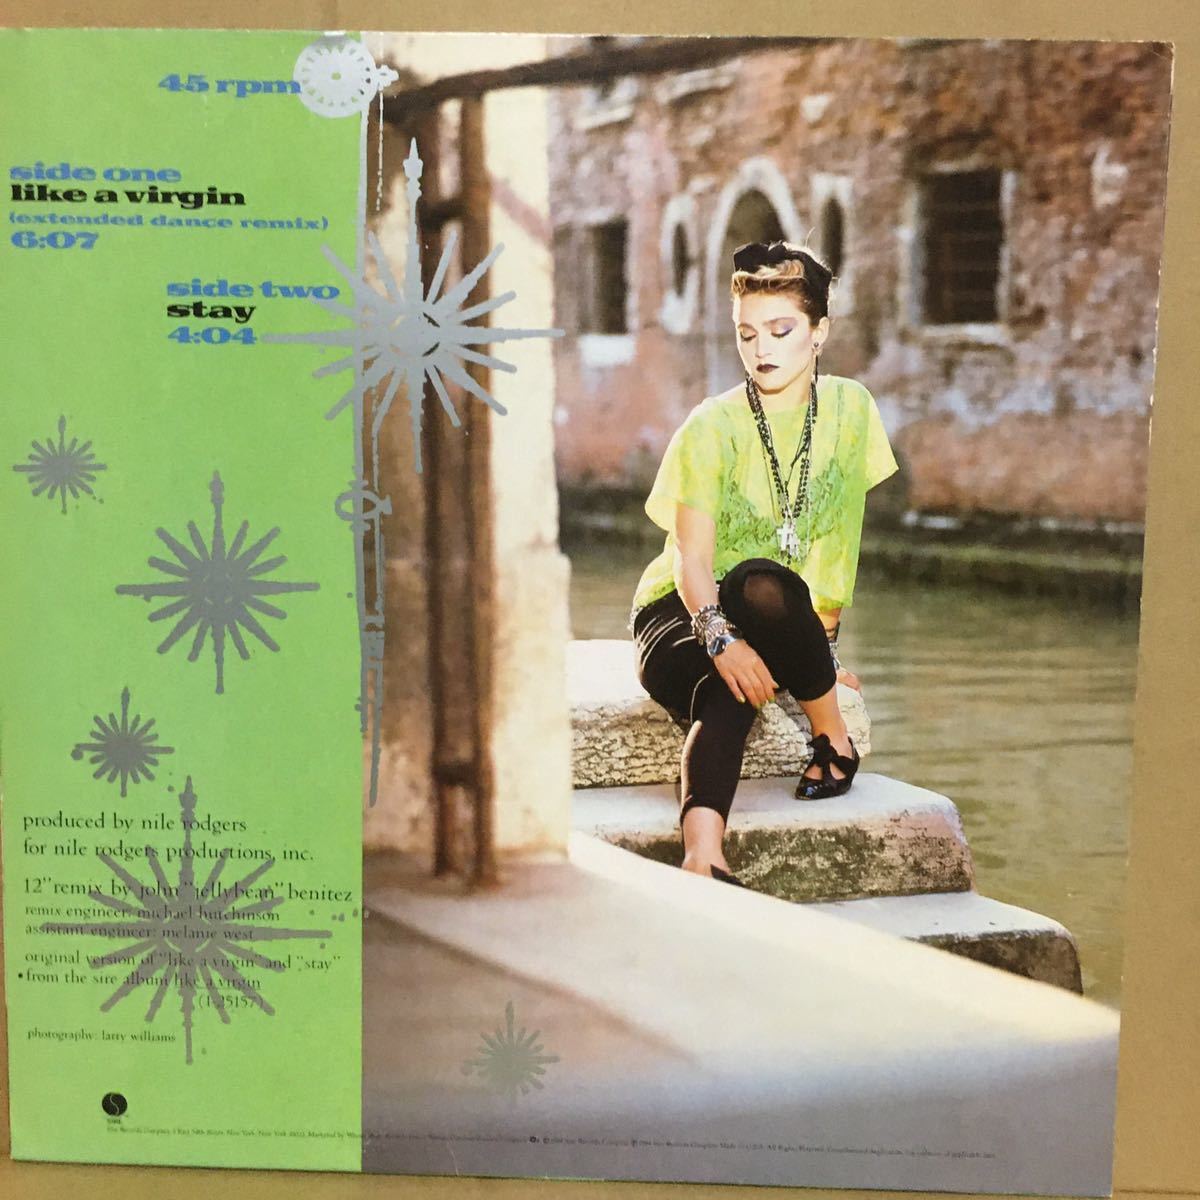 45 rpm
side one
like a virgin
(extended dance remix)
6:07
side two
stay
4:04
produced by nile rodgers
for nile rodgers productions, inc.
12" remix by john "jellybean" benitez
remix engineer: michael hutchinson
assistant engineer: melanie west
original version of "like a virgin" and "stay"
•from the sire album like a virgin
(1-25157)
photography: larry williams